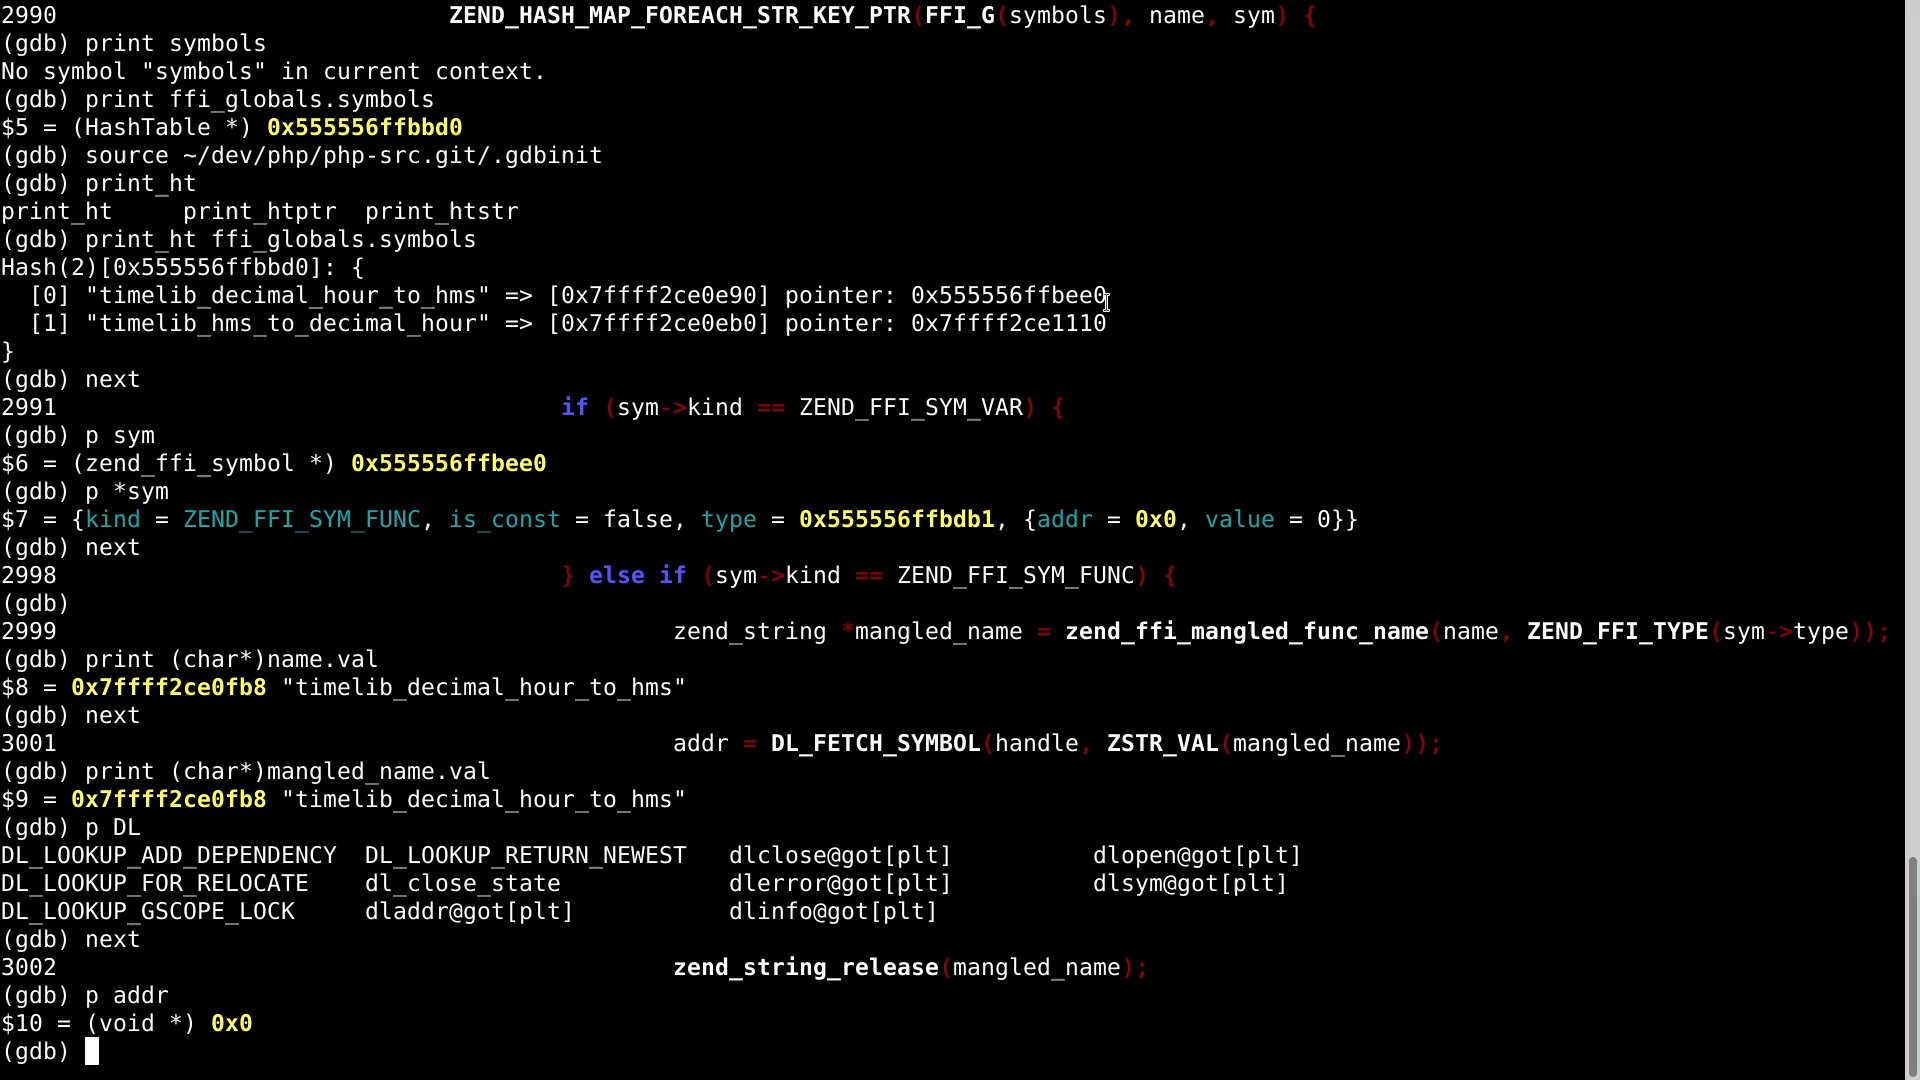 2990                            ZEND_HASH_MAP_FOREACH_STR_KEY_PTR(FFI_G(symbols), name, sym) {
(gdb) print symbols
No symbol "symbols" in current context.
(gdb) print ffi_globals.symbols
$5 = (HashTable *) 0x555556ffbbd0
(gdb) source ~/dev/php/php-src.git/.gdbinit
(gdb) print_ht
print_ht     print_htptr  print_htstr
(gdb) print_ht ffi_globals.symbols
Hash(2)[0x555556ffbbd0]: {
  [0] "timelib_decimal_hour_to_hms" => [0x7ffff2ce0e90] pointer: 0x555556ffbee0
  [1] "timelib_hms_to_decimal_hour" => [0x7ffff2ce0eb0] pointer: 0x7ffff2ce1110
}
(gdb) next
2991                                    if (sym->kind == ZEND_FFI_SYM_VAR) {
(gdb) p sym
$6 = (zend_ffi_symbol *) 0x555556ffbee0
(gdb) p *sym
$7 = {kind = ZEND_FFI_SYM_FUNC, is_const = false, type = 0x555556ffbdb1, {addr = 0x0, value = 0}}
(gdb) next
2998                                    } else if (sym->kind == ZEND_FFI_SYM_FUNC) {
(gdb)
2999                                            zend_string *mangled_name = zend_ffi_mangled_func_name(name, ZEND_FFI_TYPE(sym->type));
(gdb) print (char*)name.val
$8 = 0x7ffff2ce0fb8 "timelib_decimal_hour_to_hms"
(gdb) next
3001                                            addr = DL_FETCH_SYMBOL(handle, ZSTR_VAL(mangled_name));
(gdb) print (char*)mangled_name.val
$9 = 0x7ffff2ce0fb8 "timelib_decimal_hour_to_hms"
(gdb) p DL
DL_LOOKUP_ADD_DEPENDENCY  DL_LOOKUP_RETURN_NEWEST   dlclose@got[plt]          dlopen@got[plt]
DL_LOOKUP_FOR_RELOCATE    dl_close_state            dlerror@got[plt]          dlsym@got[plt]
DL_LOOKUP_GSCOPE_LOCK     dladdr@got[plt]           dlinfo@got[plt]
(gdb) next
3002                                            zend_string_release(mangled_name);
(gdb) p addr
$10 = (void *) 0x0
(gdb)